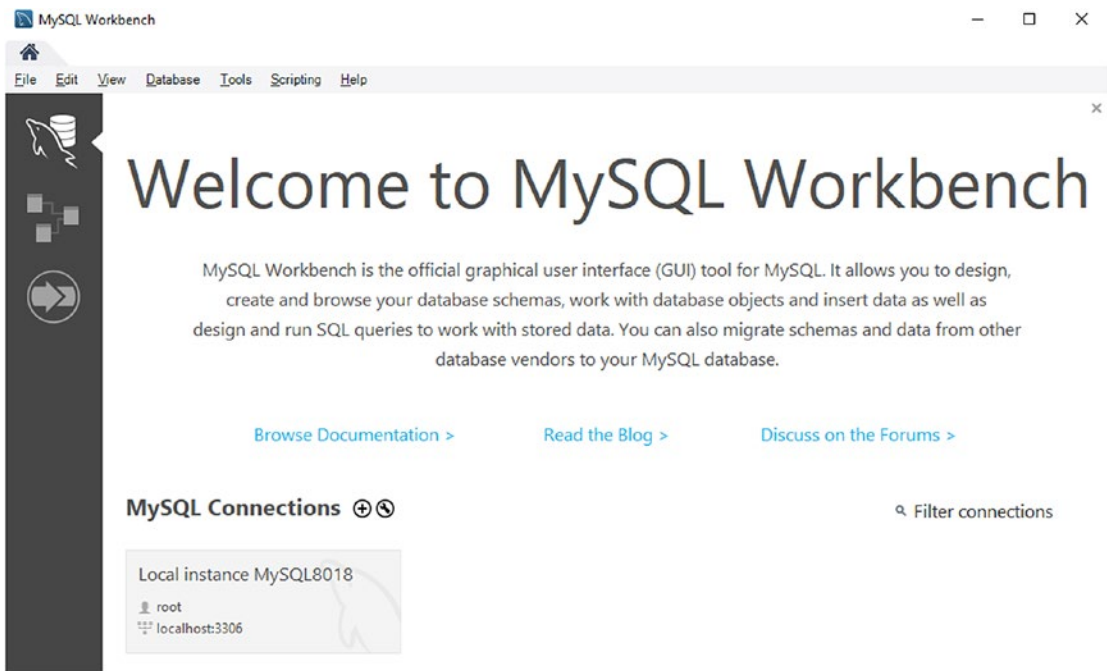 MySQL Workbench
File Edit View Database Tools Scripting Help
Welcome to MySQL Workbench
MySQL Workbench is the official graphical user interface (GUI) tool for MySQL. It allows you to design,
create and browse your database schemas, work with database objects and insert data as well as
design and run SQL queries to work with stored data. You can also migrate schemas and data from other
database vendors to your MySQL database.
Browse Documentation > Read the Blog > Discuss on the Forums >
MySQL Connections Filter connections
Local instance MySQL8018
root
localhost:3306